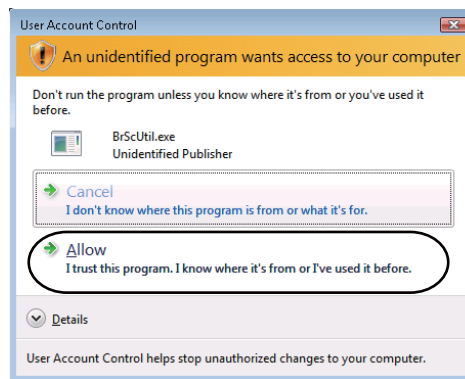 User Account Control
An unidentified program wants access to your computer
Don't run the program unless you know where it's from or you've used it
before.
BrScUtil.exe
Unidentified Publisher
Cancel
I don't know where this program is from or what it's for.
Allow
I trust this program. I know where it's from or I've used it before.
Details
User Account Control helps stop unauthorized changes to your computer.